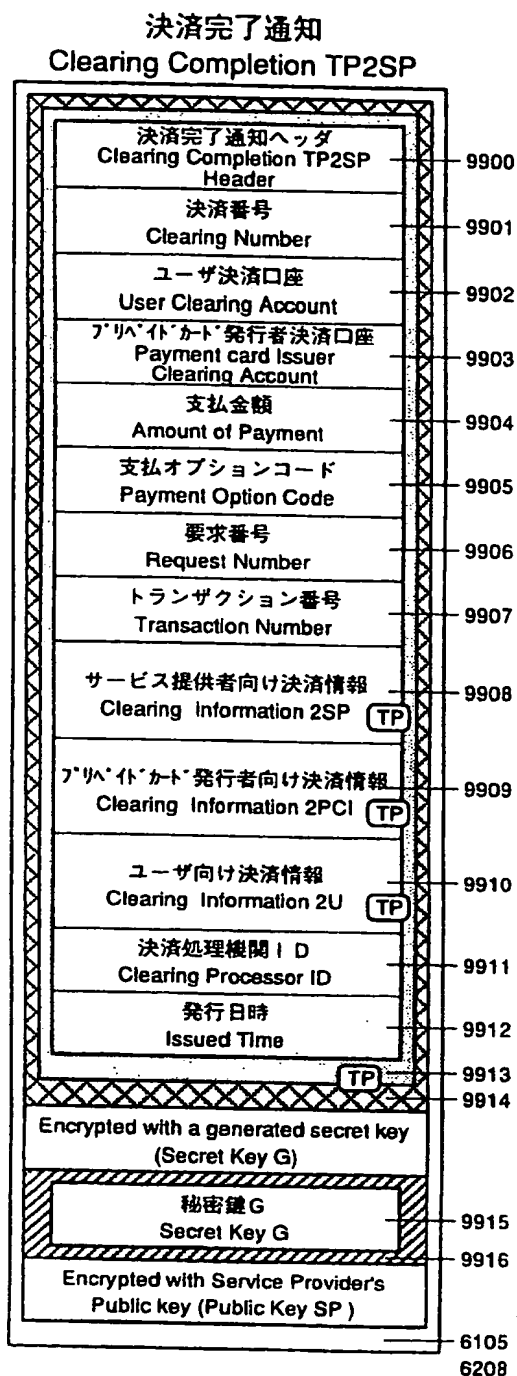 決済完了通知
Clearing Completion TP2SP
決済完了通知ヘッダ
Clearing Completion TP2SP
Header
9900
決済番号
Clearing Number
9901
ユーザ決済口座
User Clearing Account
9902
プリペイドカード発行者決済口座
Payment card Issuer
Clearing Account
9903
支払金額
Amount of Payment
9904
支払オプションコード
Payment Option Code
9905
要求番号
Request Number
9906
トランザクション番号
Transaction Number
9907
サービス提供者向け決済情報
Clearing Information 2SP
TP
9908
プリペイドカード発行者向け決済情報
Clearing Information 2PCI
TP
9909
ユーザ向け決済情報
Clearing Information 2U
TP
9910
決済処理機関ID
Clearing Processor ID
9911
発行日時
Issued Time
9912
TP
9913
9914
Encrypted with a generated secret key
(Secret Key G)
秘密鍵G
Secret Key G
9915
9916
Encrypted with Service Provider's
Public key (Public Key SP )
6105
6208